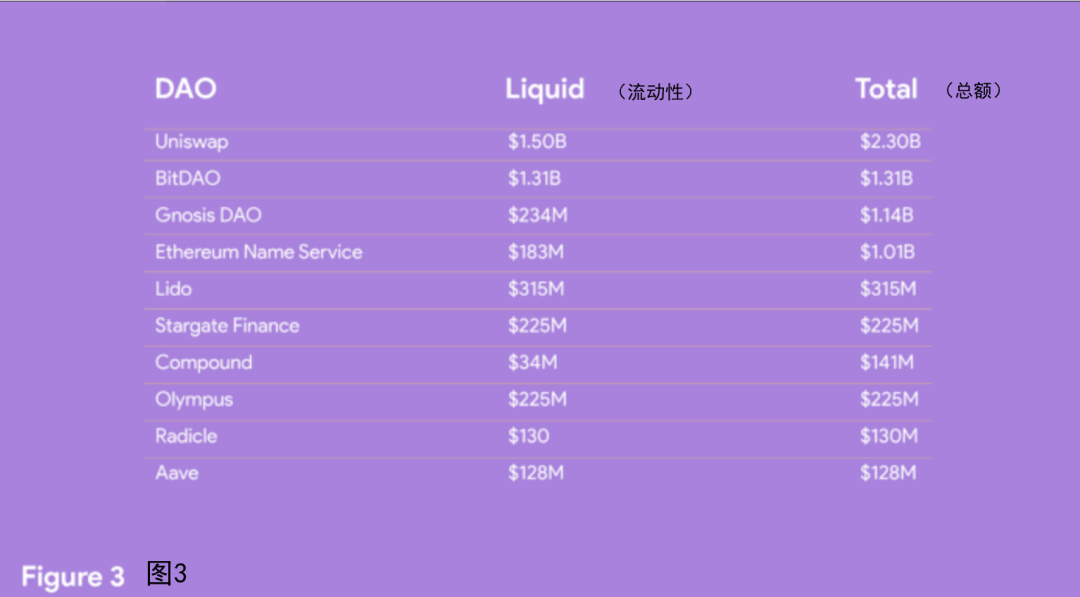 DAO Liquid （流动性） Total （总额）
Uniswap $1.50B $2.30B
BitDAO $1.31B $1.31B
Gnosis DAO $234M $1.14B
Ethereum Name Service $183M $1.01B
Lido $315M $315M
Stargate Finance $225M $225M
Compound $34M $141M
Olympus $225M $225M
Radicle $130 $130M
Aave $128M $128M
Figure 3 图3